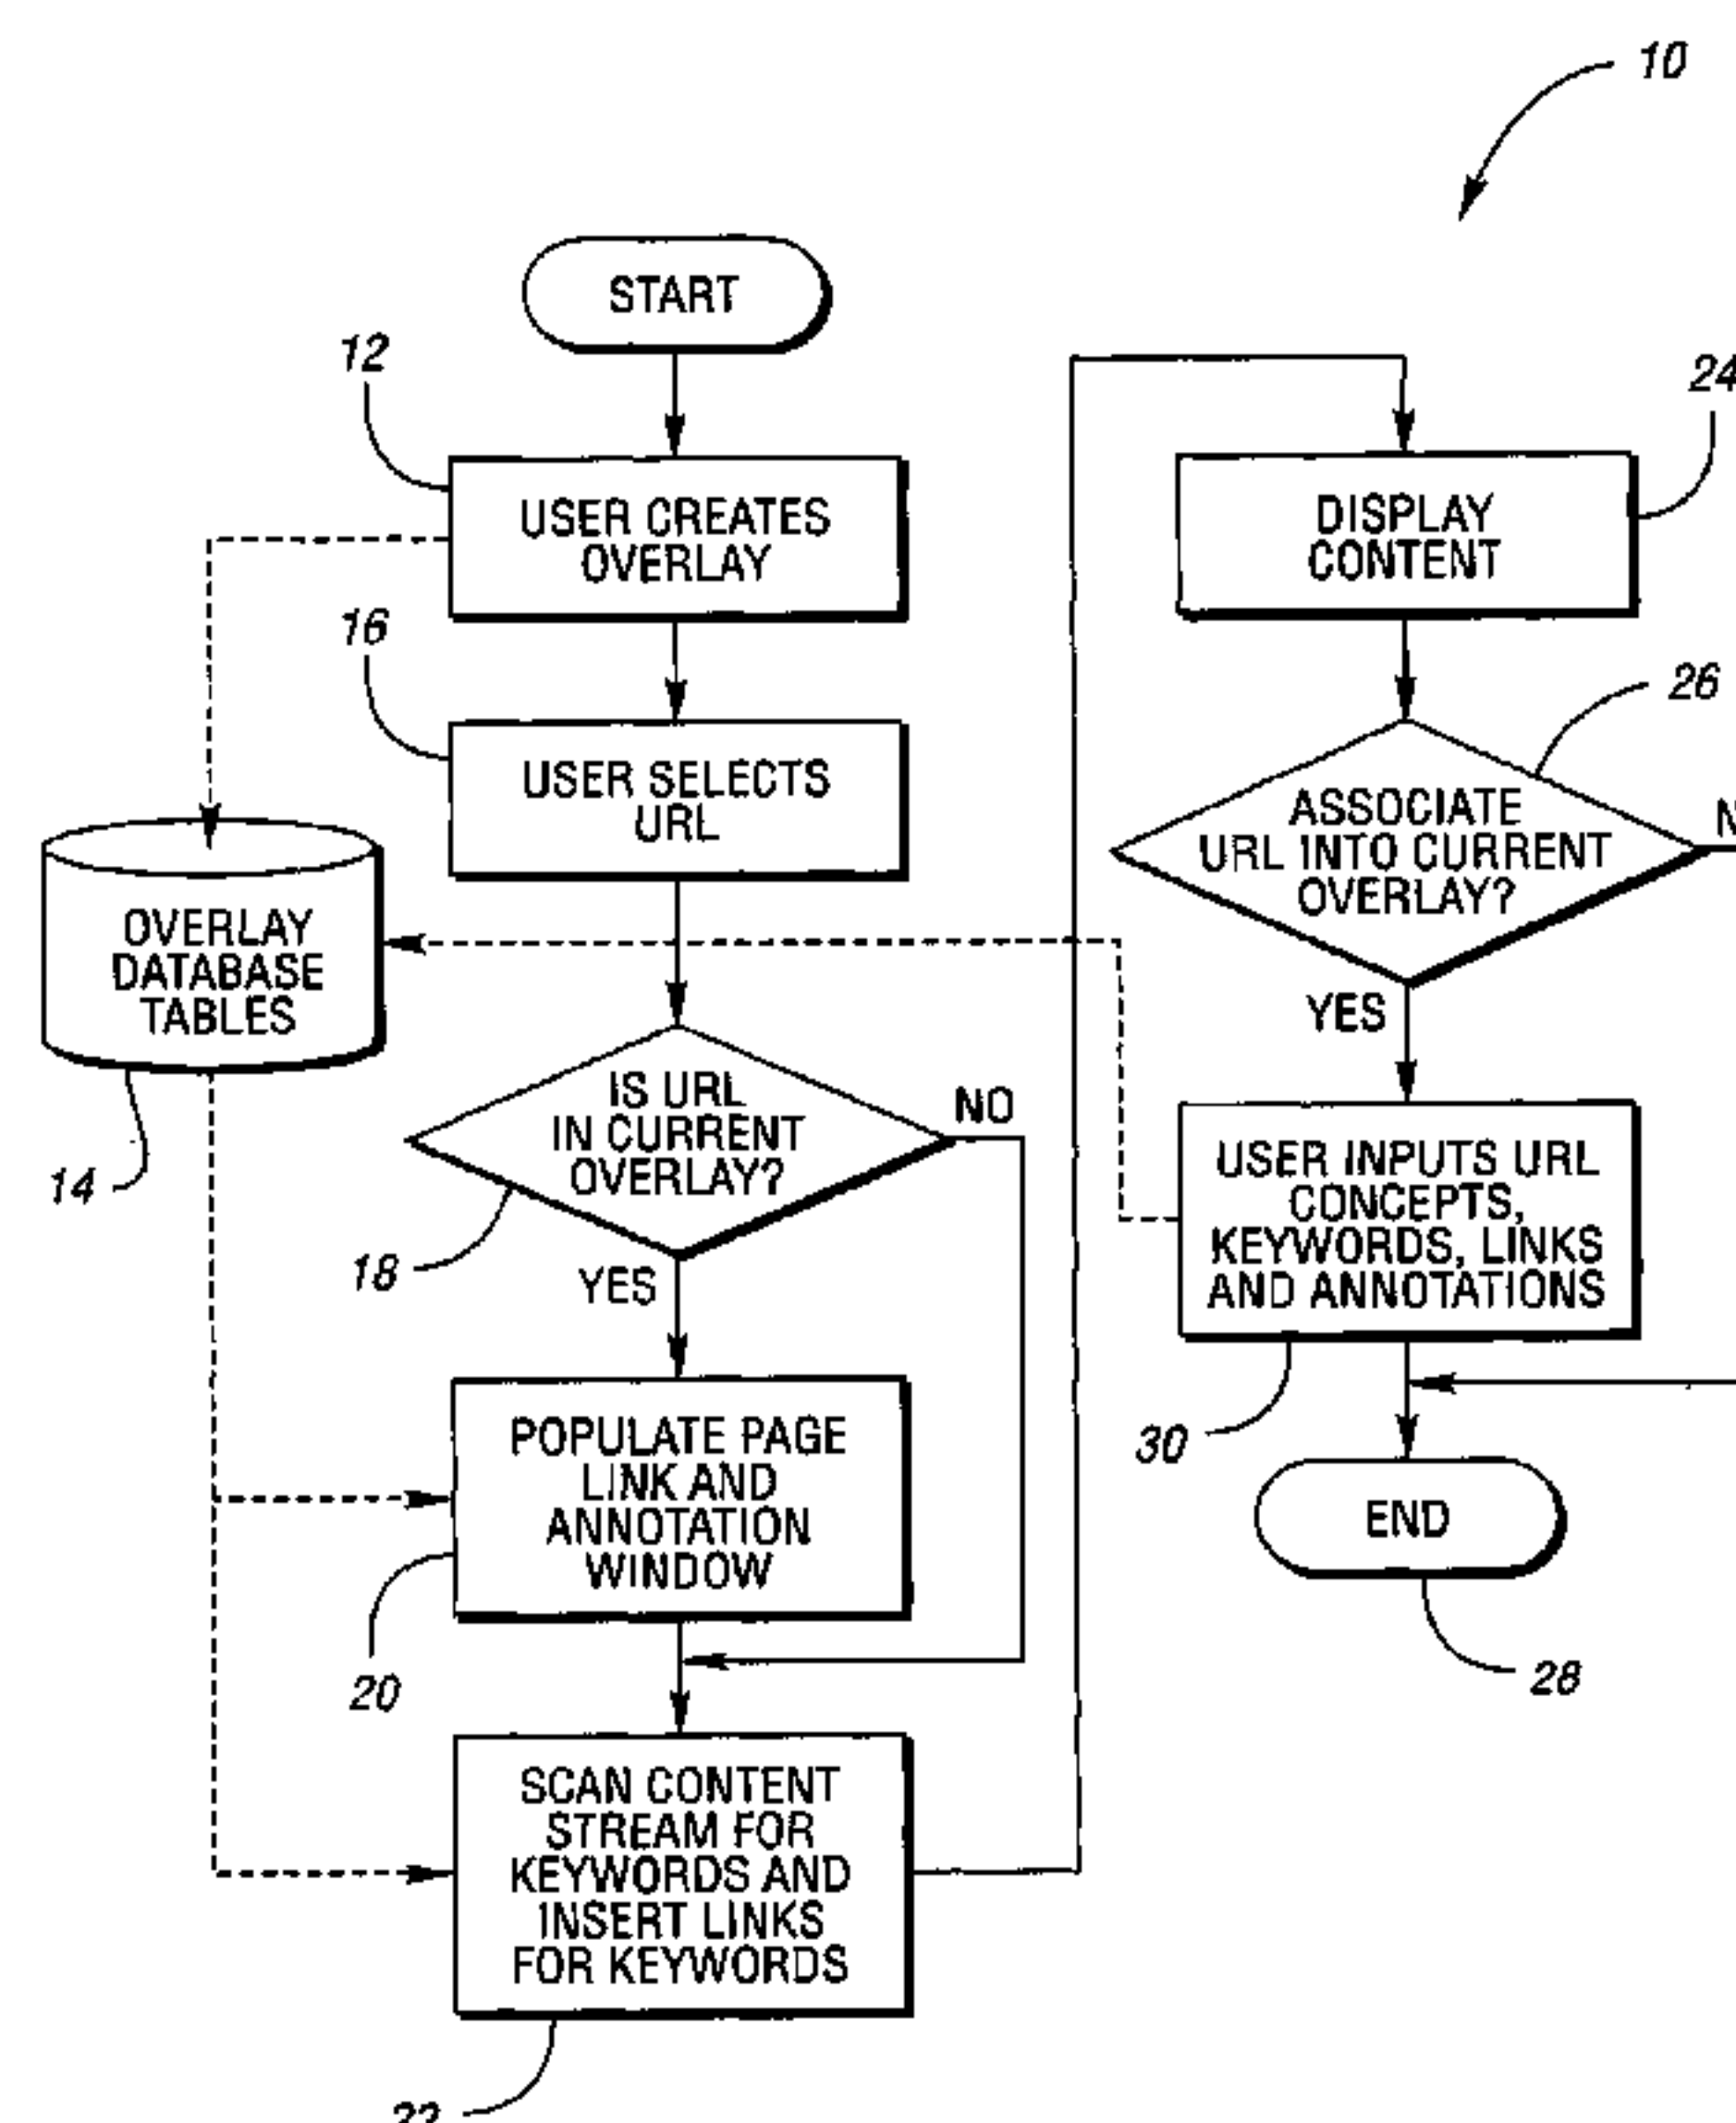 10
START
12
USER CREATES
OVERLAY
16
USER SELECTS
URL
OVERLAY
DATABASE
TABLES
14
IS URL
IN CURRENT
OVERLAY?
NO
18
YES
POPULATE PAGE
LINK AND
ANNOTATION
WINDOW
20
SCAN CONTENT
STREAM FOR
KEYWORDS AND
INSERT LINKS
FOR KEYWORDS
24
DISPLAY
CONTENT
26
ASSOCIATE
URL INTO CURRENT
OVERLAY?
YES
USER INPUTS URL
CONCEPTS,
KEYWORDS, LINKS
AND ANNOTATIONS
30
END
28